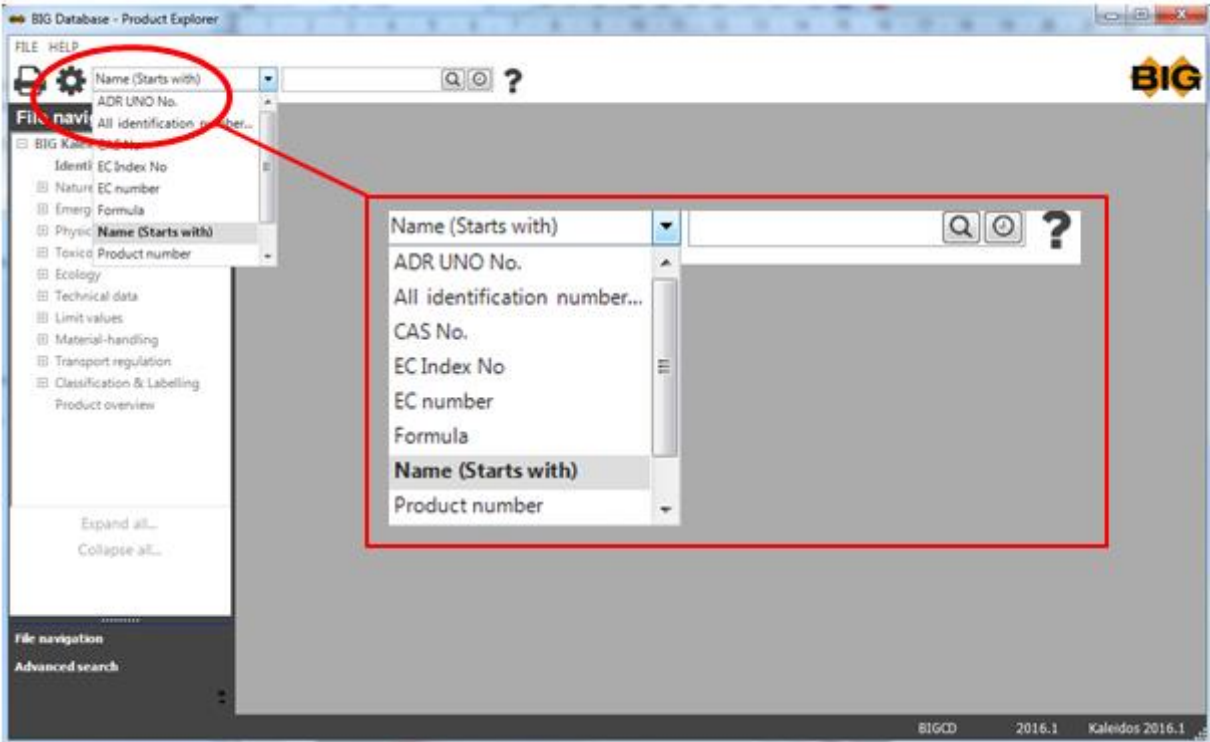 BIG Database - Product Explorer
FILE HELP
Name (Starts with)
?
BIG
File navi
ADR UNO No.
All identification number...
BIG Kalei
Identi
EC Index No
Nature
EC number
Emerg
Formula
Physic
Name (Starts with)
Toxico
Product number
Ecology
Technical data
Limit values
Material-handling
Transport regulation
Classification & Labelling
Product overview
Expand all...
Collapse all...
File navigation
Advanced search
Name (Starts with)
?
ADR UNO No.
All identification number...
CAS No.
EC Index No
EC number
Formula
Name (Starts with)
Product number
BIGCD 2016.1 Kaleidos 2016.1